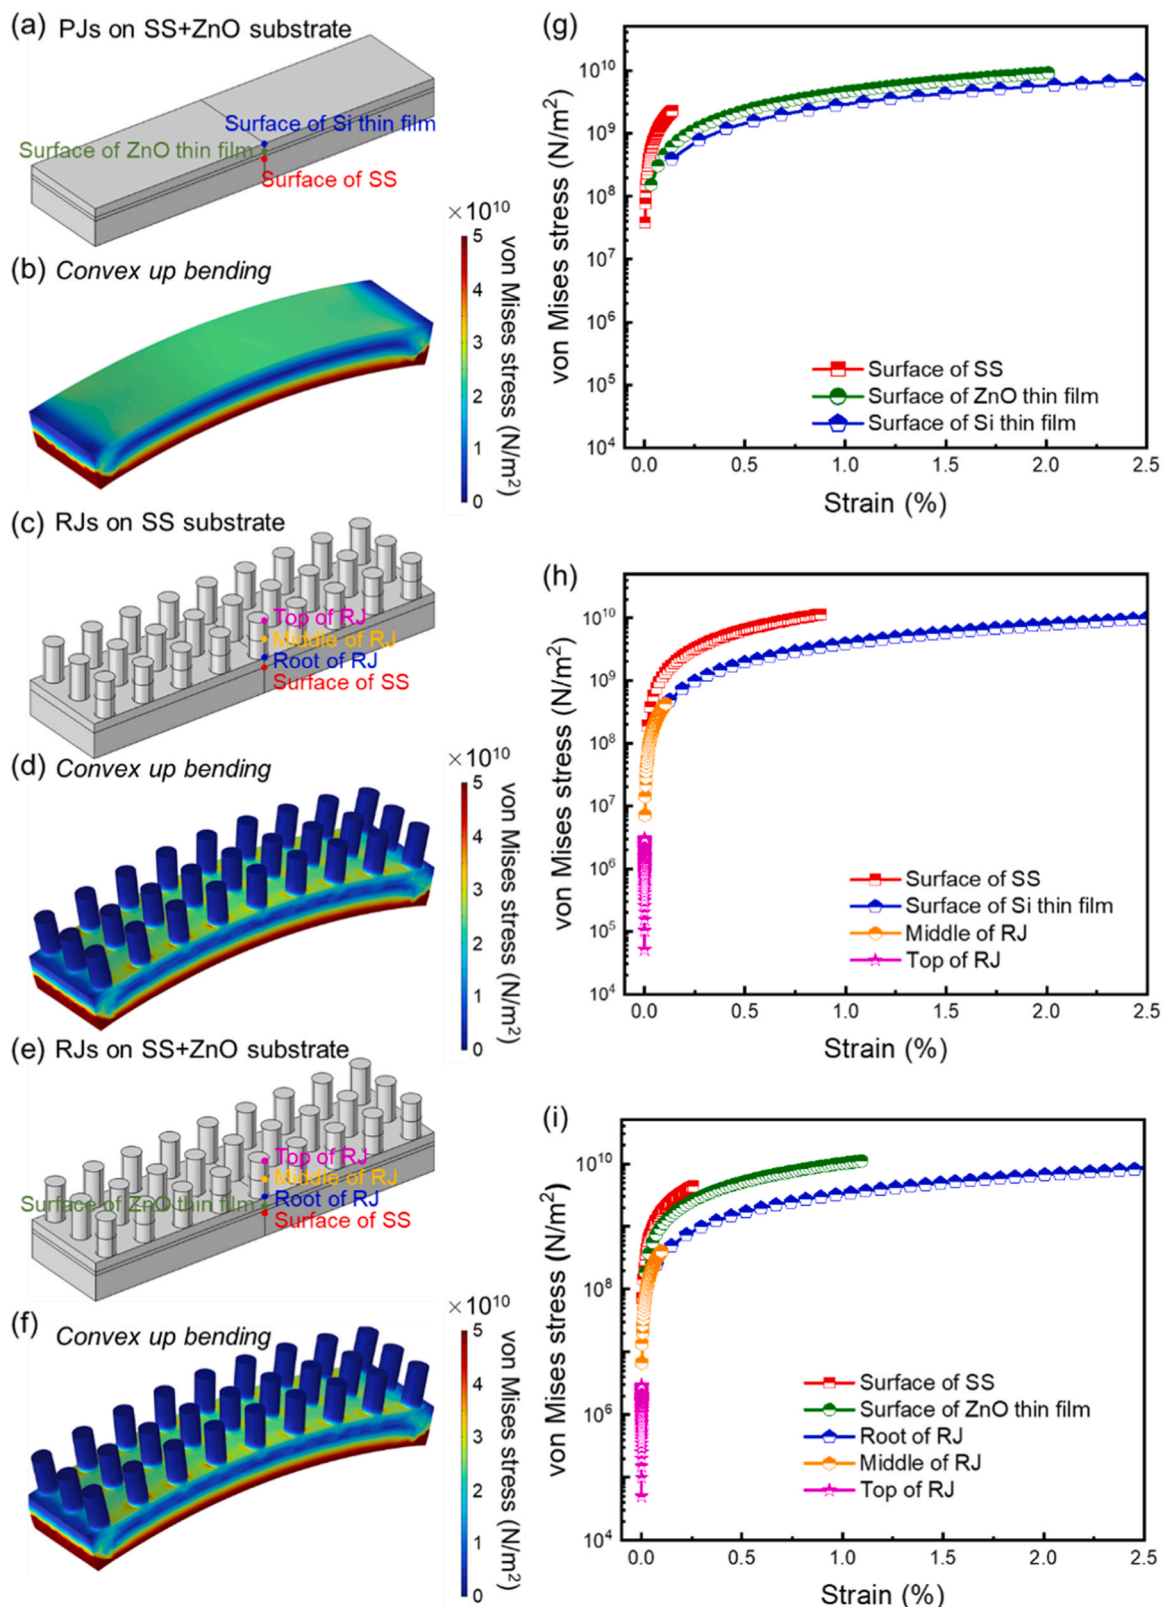 (a) PJs on SS+ZnO substrate
Surface of Si thin film
Surface of ZnO thin film
Surface of SS
(b) Convex up bending
×10¹⁰
5
4
3
2
1
0
von Mises stress (N/m²)
(c) RJs on SS substrate
Top of RJ
Middle of RJ
Root of RJ
Surface of SS
(d) Convex up bending
×10¹⁰
5
4
3
2
1
0
von Mises stress (N/m²)
(e) RJs on SS+ZnO substrate
Top of RJ
Middle of RJ
Surface of ZnO thin film
Root of RJ
Surface of SS
(f) Convex up bending
×10¹⁰
5
4
3
2
1
0
von Mises stress (N/m²)
(g)
von Mises stress (N/m²)
10¹⁰
10⁹
10⁸
10⁷
10⁶
10⁵
10⁴
Surface of SS
Surface of ZnO thin film
Surface of Si thin film
0.0 0.5 1.0 1.5 2.0 2.5
Strain (%)
(h)
von Mises stress (N/m²)
10¹⁰
10⁹
10⁸
10⁷
10⁶
10⁵
10⁴
Surface of SS
Surface of Si thin film
Middle of RJ
Top of RJ
0.0 0.5 1.0 1.5 2.0 2.5
Strain (%)
(i)
von Mises stress (N/m²)
10¹⁰
10⁸
10⁶
10⁴
Surface of SS
Surface of ZnO thin film
Root of RJ
Middle of RJ
Top of RJ
0.0 0.5 1.0 1.5 2.0 2.5
Strain (%)